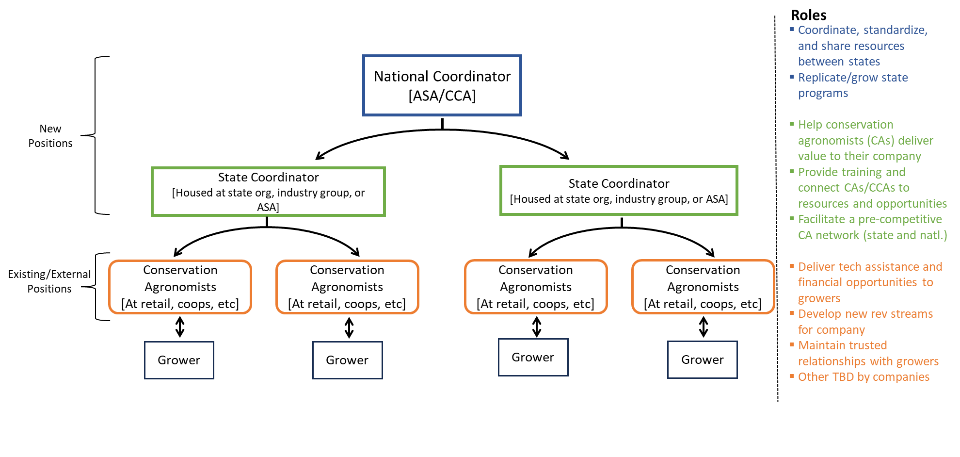 National Coordinator
[ASA/CCA]
New
Positions
State Coordinator
[Housed at state org, industry group, or
ASA]
State Coordinator
[Housed at state org, industry group, or ASA]
Existing/External
Positions
Conservation
Agronomists
[At retail, coops, etc]
Conservation
Agronomists
[At retail, coops, etc]
Conservation
Agronomists
[At retail, coops, etc]
Conservation
Agronomists
[At retail, coops, etc]
Grower
Grower
Grower
Grower
Roles
▪ Coordinate, standardize,
and share resources
between states
▪ Replicate/grow state
programs
▪ Help conservation
agronomists (CAs) deliver
value to their company
▪ Provide training and
connect CAs/CCAs to
resources and opportunities
▪ Facilitate a pre-competitive
CA network (state and natl.)
▪ Deliver tech assistance and
financial opportunities to
growers
▪ Develop new rev streams
for company
▪ Maintain trusted
relationships with growers
▪ Other TBD by companies